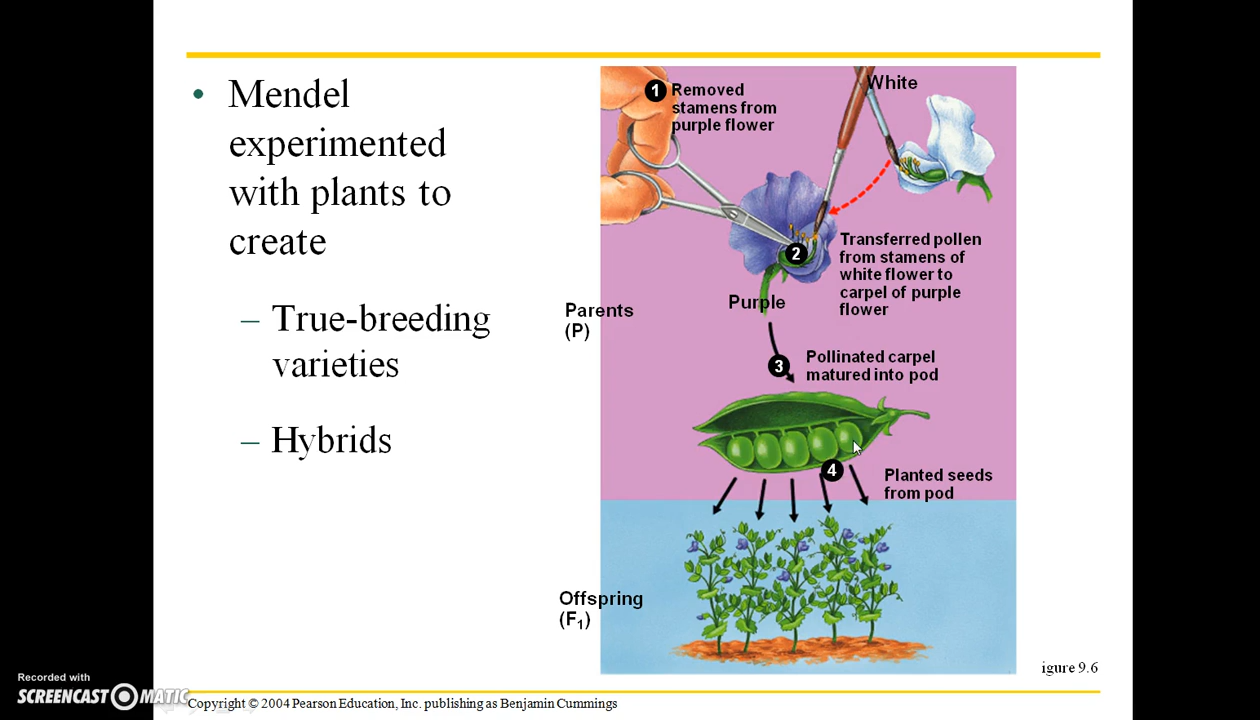 • Mendel
experimented
with plants to
create
– True-breeding
varieties
– Hybrids
1 Removed
stamens from
purple flower
White
2 Transferred pollen
from stamens of
white flower to
carpel of purple
flower
Purple
Parents
(P)
3 Pollinated carpel
matured into pod
4 Planted seeds
from pod
Offspring
(F₁)
igure 9.6
Recorded with
SCREENCAST MATIC
Copyright © 2004 Pearson Education, Inc. publishing as Benjamin Cummings